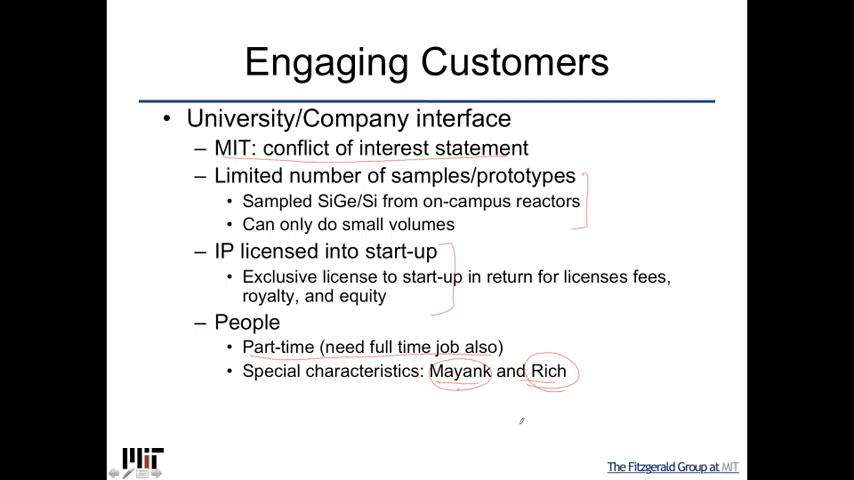 Engaging Customers
• University/Company interface
– MIT: conflict of interest statement
– Limited number of samples/prototypes
• Sampled SiGe/Si from on-campus reactors
• Can only do small volumes
– IP licensed into start-up
• Exclusive license to start-up in return for licenses fees,
royalty, and equity
– People
• Part-time (need full time job also)
• Special characteristics: Mayank and Rich
MIT
The Fitzgerald Group at MIT